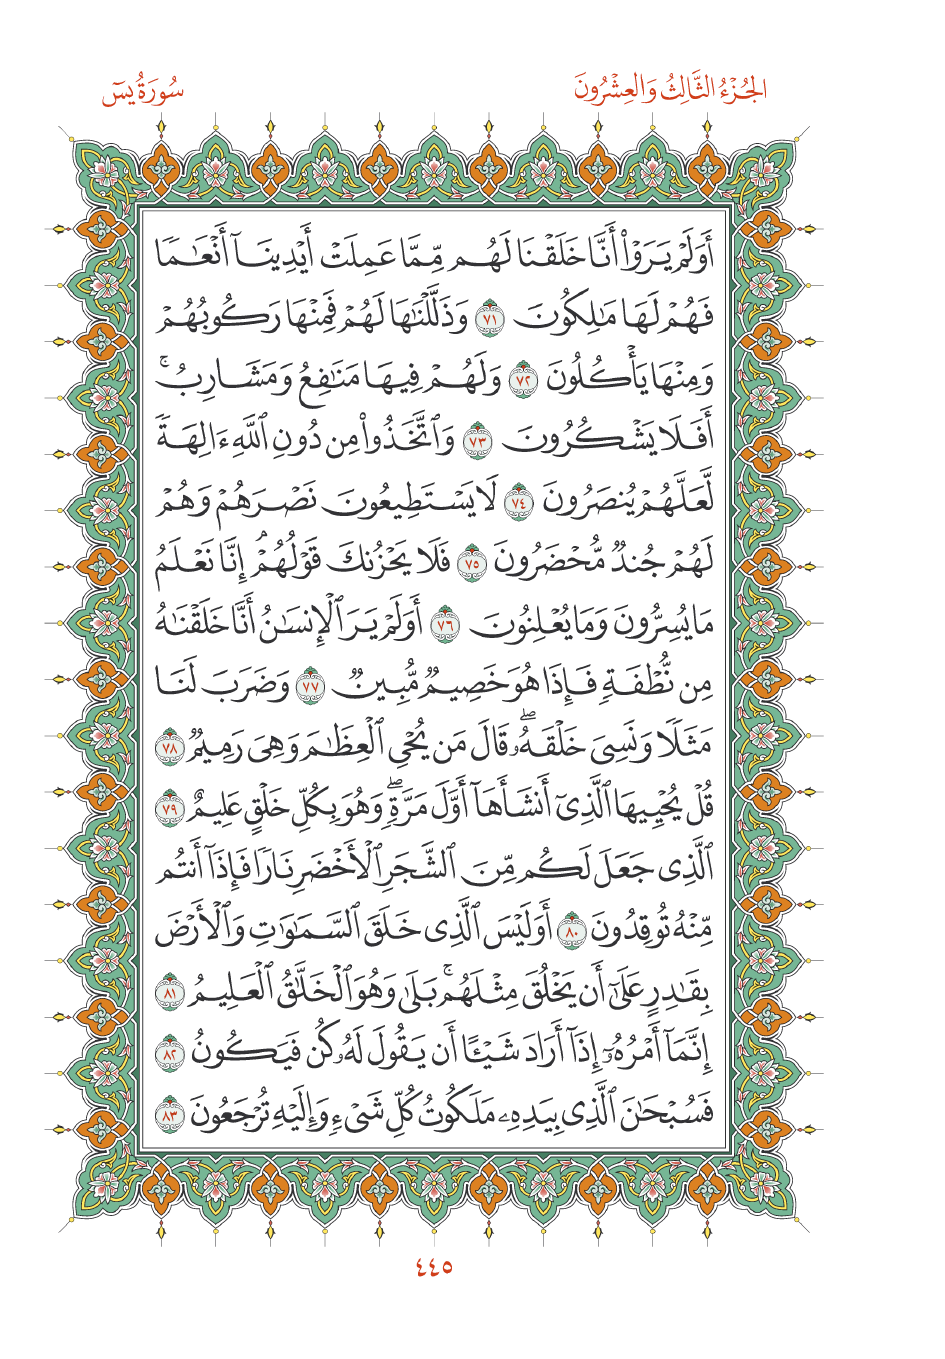 الجُزْءُ الثَّالِثُ وَالعِشْرُونَ
سُورَةُ يسٓ
أَوَلَمْ يَرَوْا۟ أَنَّا خَلَقْنَا لَهُم مِّمَّا عَمِلَتْ أَيْدِينَآ أَنْعَـٰمًا
فَهُمْ لَهَا مَـٰلِكُونَ ٧١ وَذَلَّلْنَـٰهَا لَهُمْ فَمِنْهَا رَكُوبُهُمْ
وَمِنْهَا يَأْكُلُونَ ٧٢ وَلَهُمْ فِيهَا مَنَـٰفِعُ وَمَشَارِبُ ۚ
أَفَلَا يَشْكُرُونَ ٧٣ وَٱتَّخَذُوا۟ مِن دُونِ ٱللَّهِ ءَالِهَةً
لَّعَلَّهُمْ يُنصَرُونَ ٧٤ لَا يَسْتَطِيعُونَ نَصْرَهُمْ وَهُمْ
لَهُمْ جُندٌ مُّحْضَرُونَ ٧٥ فَلَا يَحْزُنكَ قَوْلُهُمْ ۘ إِنَّا نَعْلَمُ
مَا يُسِرُّونَ وَمَا يُعْلِنُونَ ٧٦ أَوَلَمْ يَرَ ٱلْإِنسَـٰنُ أَنَّا خَلَقْنَـٰهُ
مِن نُّطْفَةٍ فَإِذَا هُوَ خَصِيمٌ مُّبِينٌ ٧٧ وَضَرَبَ لَنَا
مَثَلًا وَنَسِىَ خَلْقَهُۥ ۖ قَالَ مَن يُحْىِ ٱلْعِظَـٰمَ وَهِىَ رَمِيمٌ ٧٨
قُلْ يُحْيِيهَا ٱلَّذِىٓ أَنشَأَهَآ أَوَّلَ مَرَّةٍ ۖ وَهُوَ بِكُلِّ خَلْقٍ عَلِيمٌ ٧٩
ٱلَّذِى جَعَلَ لَكُم مِّنَ ٱلشَّجَرِ ٱلْأَخْضَرِ نَارًا فَإِذَآ أَنتُم
مِّنْهُ تُوقِدُونَ ٨٠ أَوَلَيْسَ ٱلَّذِى خَلَقَ ٱلسَّمَـٰوَٰتِ وَٱلْأَرْضَ
بِقَـٰدِرٍ عَلَىٰٓ أَن يَخْلُقَ مِثْلَهُم ۚ بَلَىٰ وَهُوَ ٱلْخَلَّـٰقُ ٱلْعَلِيمُ ٨١
إِنَّمَآ أَمْرُهُۥٓ إِذَآ أَرَادَ شَيْـًٔا أَن يَقُولَ لَهُۥ كُن فَيَكُونُ ٨٢
فَسُبْحَـٰنَ ٱلَّذِى بِيَدِهِۦ مَلَكُوتُ كُلِّ شَىْءٍ وَإِلَيْهِ تُرْجَعُونَ ٨٣
٤٤٥